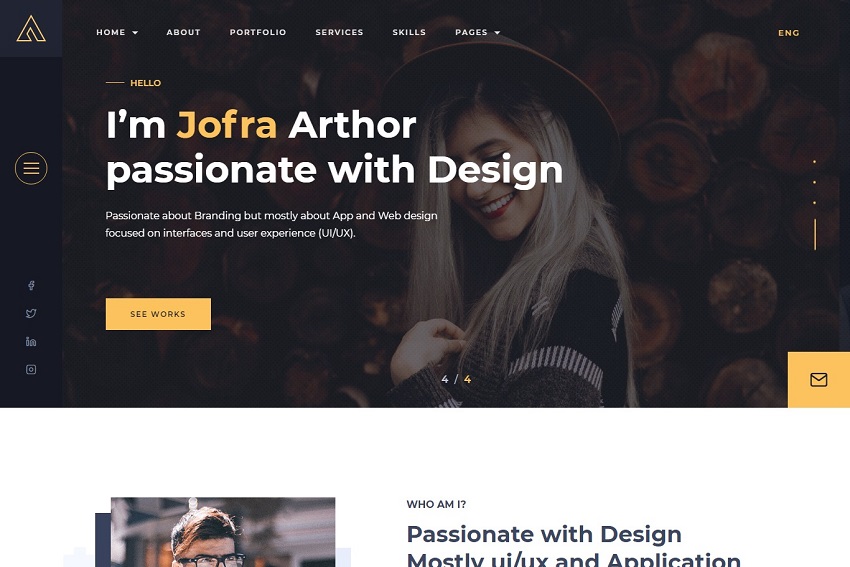 HOME ABOUT PORTFOLIO SERVICES SKILLS PAGES ENG
HELLO
I'm Jofra Arthor
passionate with Design
Passionate about Branding but mostly about App and Web design
focused on interfaces and user experience (UI/UX).
SEE WORKS
4 / 4
WHO AM I?
Passionate with Design
Mostly ui/ux and Application